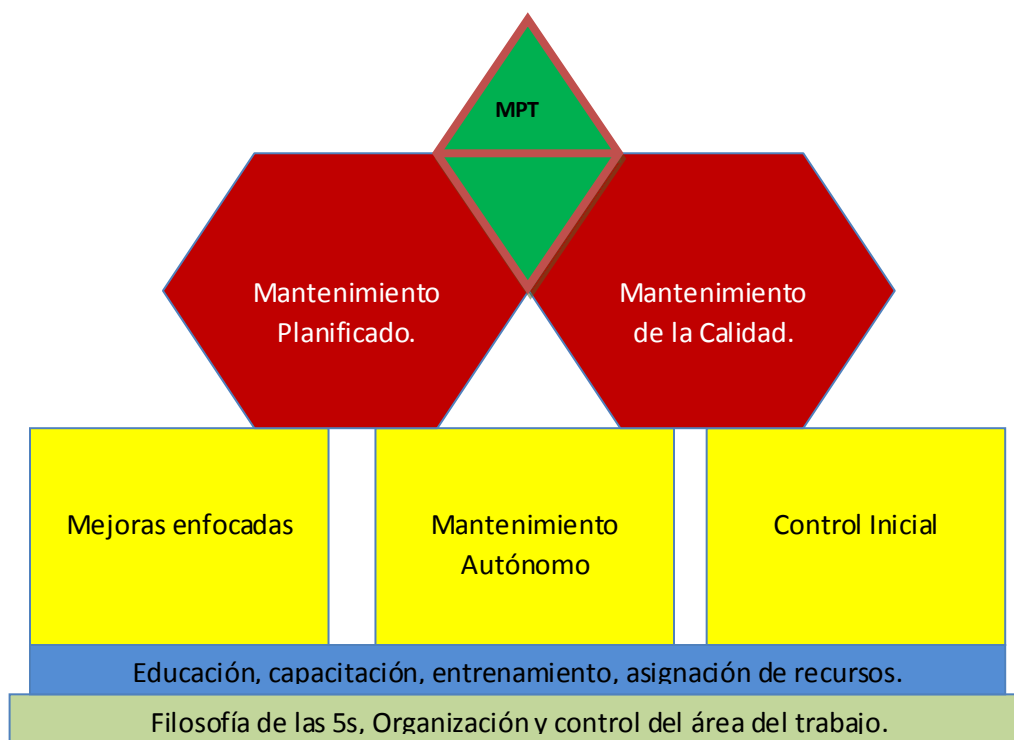 MPT
Mantenimiento
Planificado.
Mantenimiento
de la Calidad.
Mejoras enfocadas
Mantenimiento
Autónomo
Control Inicial
Educación, capacitación, entrenamiento, asignación de recursos.
Filosofía de las 5s, Organización y control del área del trabajo.